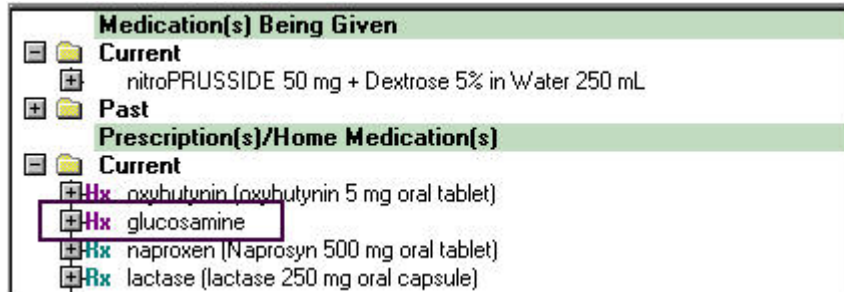 Medication(s) Being Given
Current
nitroPRUSSIDE 50 mg + Dextrose 5% in Water 250 mL
Past
Prescription(s)/Home Medication(s)
Current
Hx oxybutynin (oxybutynin 5 mg oral tablet)
Hx glucosamine
Rx naproxen (Naprosyn 500 mg oral tablet)
Rx lactase (lactase 250 mg oral capsule)